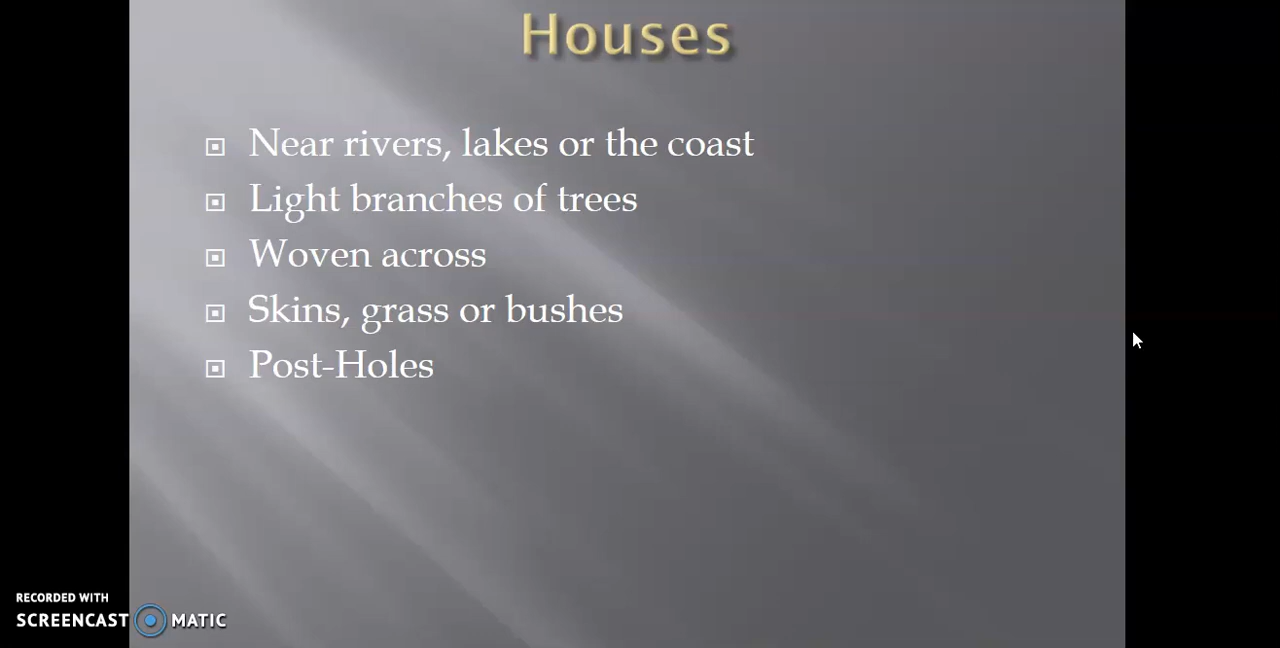 Houses
Near rivers, lakes or the coast
Light branches of trees
Woven across
Skins, grass or bushes
Post-Holes
RECORDED WITH
SCREENCAST MATIC